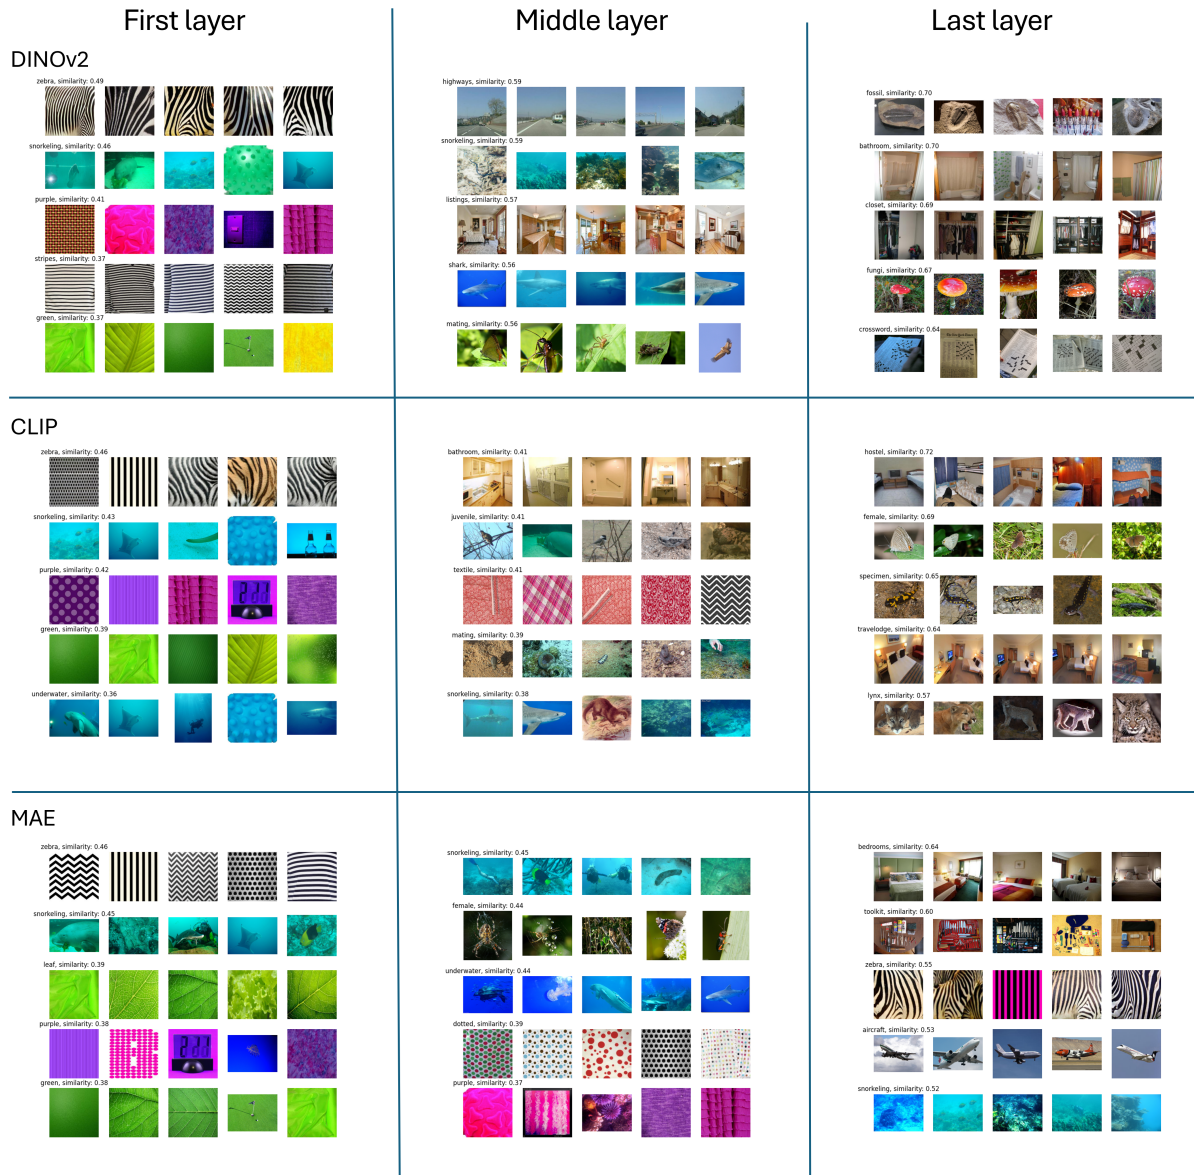 First layer
Middle layer
Last layer
DINOv2
zebra, similarity: 0.49
snorkeling, similarity: 0.46
purple, similarity: 0.41
stripes, similarity: 0.37
green, similarity: 0.37
highways, similarity: 0.59
snorkeling, similarity: 0.59
listings, similarity: 0.57
shark, similarity: 0.56
mating, similarity: 0.56
fossil, similarity: 0.70
bathroom, similarity: 0.70
closet, similarity: 0.69
fungi, similarity: 0.67
crossword, similarity: 0.64
CLIP
zebra, similarity: 0.46
snorkeling, similarity: 0.43
purple, similarity: 0.42
green, similarity: 0.39
underwater, similarity: 0.36
bathroom, similarity: 0.41
juvenile, similarity: 0.41
textile, similarity: 0.41
mating, similarity: 0.39
snorkeling, similarity: 0.38
hostel, similarity: 0.72
female, similarity: 0.69
specimen, similarity: 0.65
travelodge, similarity: 0.64
lynx, similarity: 0.57
MAE
zebra, similarity: 0.46
snorkeling, similarity: 0.45
leaf, similarity: 0.39
purple, similarity: 0.38
green, similarity: 0.38
snorkeling, similarity: 0.45
female, similarity: 0.44
underwater, similarity: 0.44
dotted, similarity: 0.39
purple, similarity: 0.37
bedrooms, similarity: 0.64
toolkit, similarity: 0.60
zebra, similarity: 0.55
aircraft, similarity: 0.53
snorkeling, similarity: 0.52